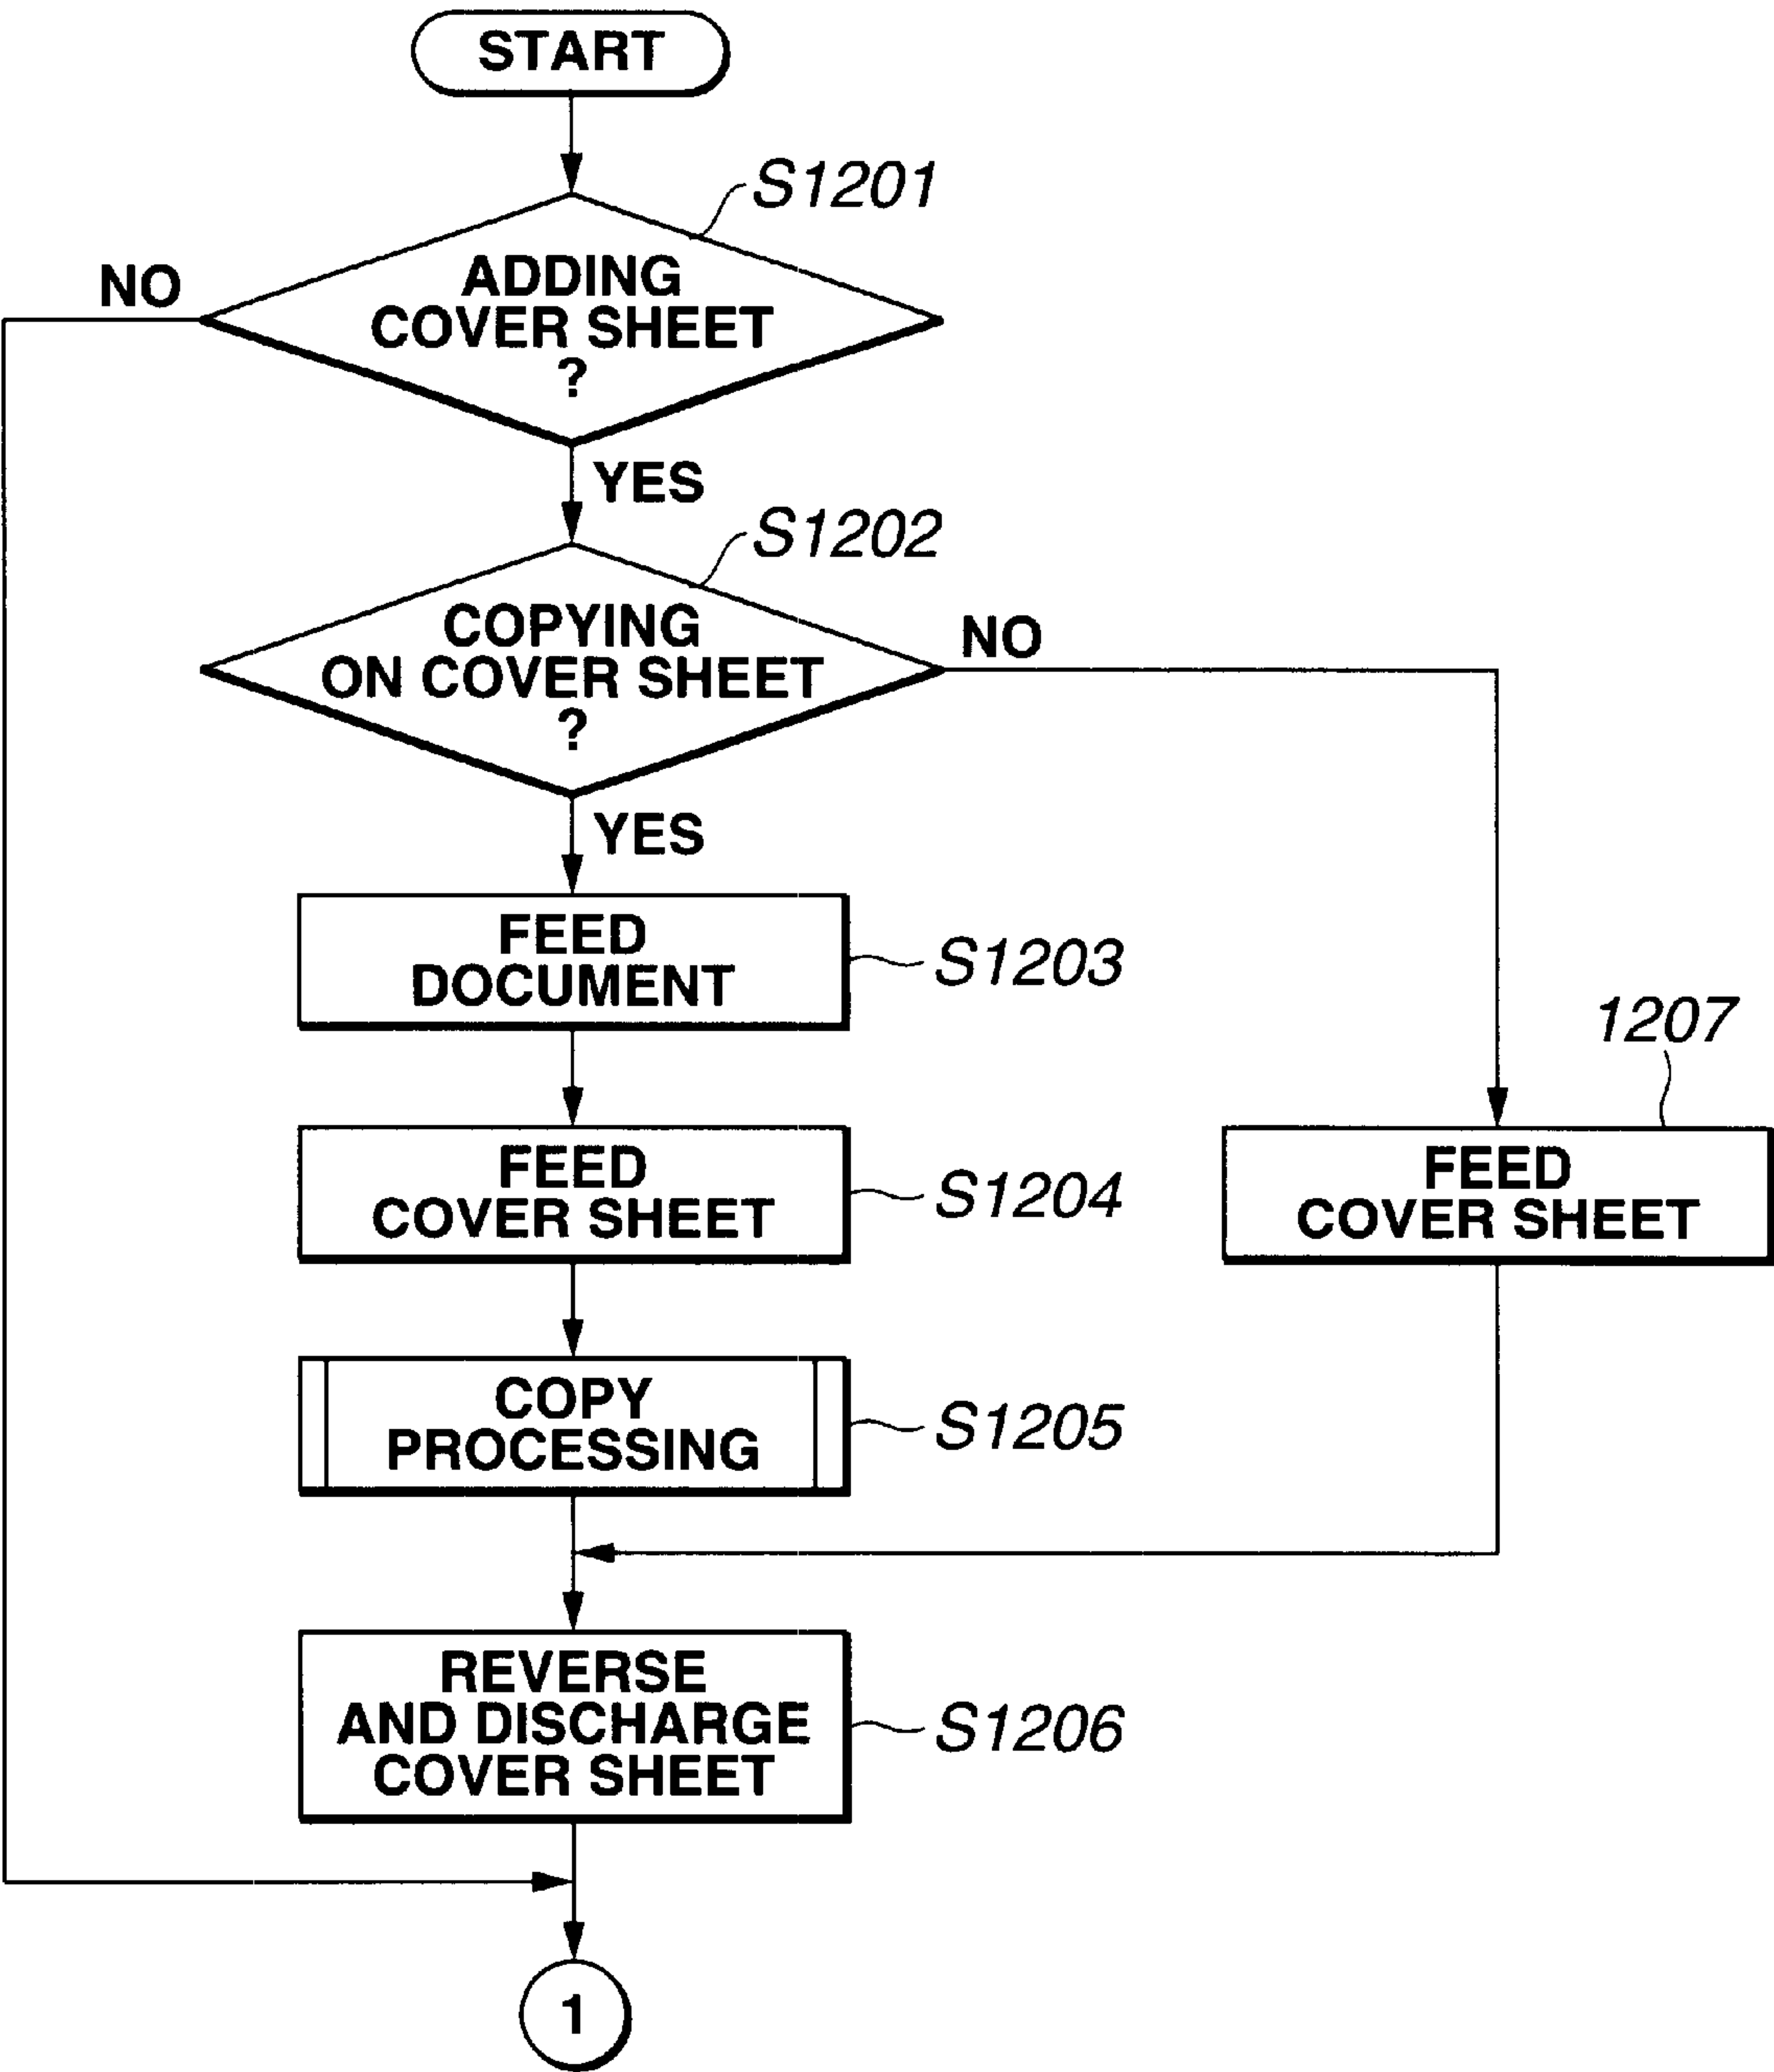 START
S1201
NO
ADDING
COVER SHEET
?
YES
S1202
COPYING
ON COVER SHEET
?
NO
YES
FEED
DOCUMENT
S1203
1207
FEED
COVER SHEET
S1204
FEED
COVER SHEET
COPY
PROCESSING
S1205
REVERSE
AND DISCHARGE
COVER SHEET
S1206
1